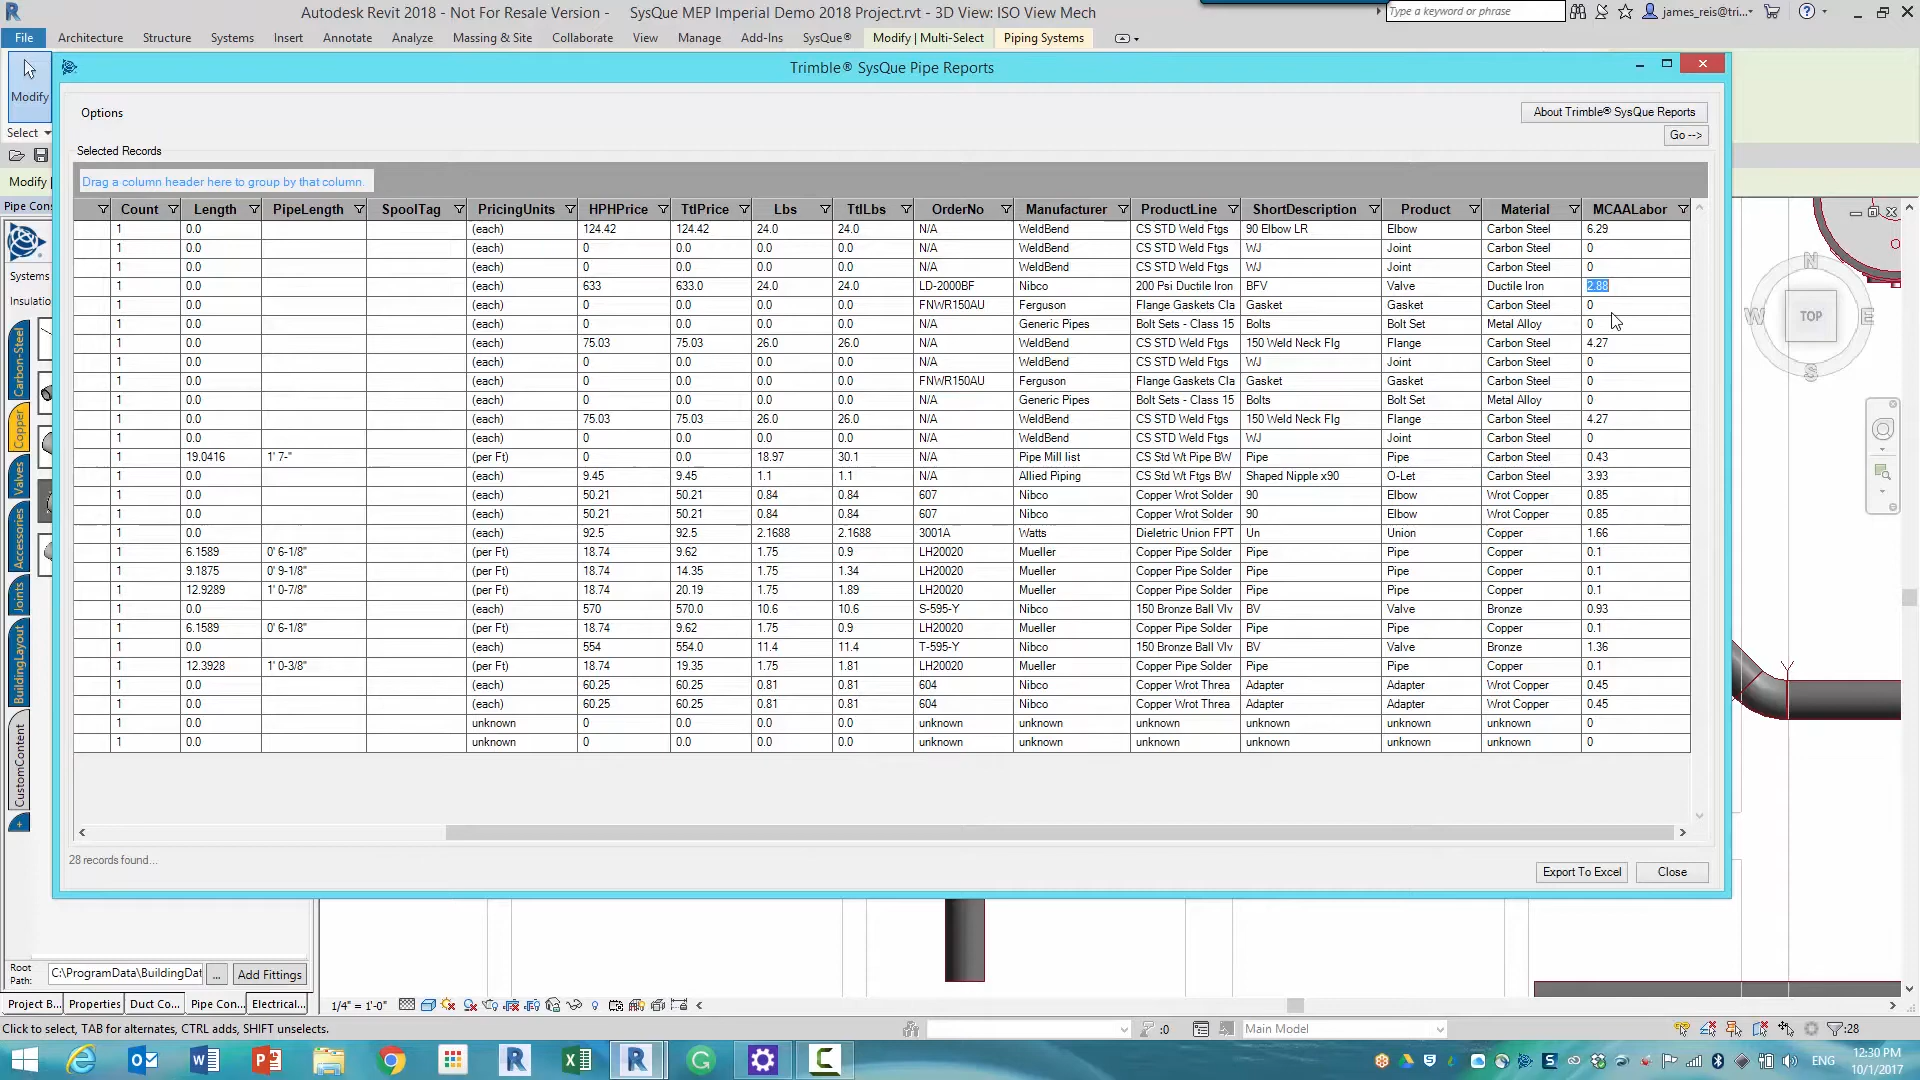 Autodesk Revit 2018 - Not For Resale Version - SysQue MEP Imperial Demo 2018 Project.rvt - 3D View: ISO View Mech
Type a keyword or phrase
james_reis@tri...
File Architecture Structure Systems Insert Annotate Analyze Massing & Site Collaborate View Manage Add-Ins SysQue® Modify | Multi-Select Piping Systems
Trimble® SysQue Pipe Reports
Modify
Options
About Trimble® SysQue Reports
Select
Go -->
Selected Records
Modify |
Drag a column header here to group by that column.
Pipe Con
Count Length PipeLength SpoolTag PricingUnits HPHPrice TtlPrice Lbs TtlLbs OrderNo Manufacturer ProductLine ShortDescription Product Material MCAALabor
1 0.0 (each) 124.42 124.42 24.0 24.0 N/A WeldBend CS STD Weld Ftgs 90 Elbow LR Elbow Carbon Steel 6.29
1 0.0 (each) 0 0.0 0.0 0.0 N/A WeldBend CS STD Weld Ftgs WJ Joint Carbon Steel 0
1 0.0 (each) 0 0.0 0.0 0.0 N/A WeldBend CS STD Weld Ftgs WJ Joint Carbon Steel 0
1 0.0 (each) 633 633.0 24.0 24.0 LD-2000BF Nibco 200 Psi Ductile Iron BFV Valve Ductile Iron 2.88
1 0.0 (each) 0 0.0 0.0 0.0 FNWR150AU Ferguson Flange Gaskets Cla Gasket Gasket Carbon Steel 0
1 0.0 (each) 0 0.0 0.0 0.0 N/A Generic Pipes Bolt Sets - Class 15 Bolts Bolt Set Metal Alloy 0
1 0.0 (each) 75.03 75.03 26.0 26.0 N/A WeldBend CS STD Weld Ftgs 150 Weld Neck Flg Flange Carbon Steel 4.27
1 0.0 (each) 0 0.0 0.0 0.0 N/A WeldBend CS STD Weld Ftgs WJ Joint Carbon Steel 0
1 0.0 (each) 0 0.0 0.0 0.0 FNWR150AU Ferguson Flange Gaskets Cla Gasket Gasket Carbon Steel 0
1 0.0 (each) 0 0.0 0.0 0.0 N/A Generic Pipes Bolt Sets - Class 15 Bolts Bolt Set Metal Alloy 0
1 0.0 (each) 75.03 75.03 26.0 26.0 N/A WeldBend CS STD Weld Ftgs 150 Weld Neck Flg Flange Carbon Steel 4.27
1 0.0 (each) 0 0.0 0.0 0.0 N/A WeldBend CS STD Weld Ftgs WJ Joint Carbon Steel 0
1 19.0416 1' 7-" (per Ft) 0 0.0 18.97 30.1 N/A Pipe Mill list CS Std Wt Pipe BW Pipe Pipe Carbon Steel 0.43
1 0.0 (each) 9.45 9.45 1.1 1.1 N/A Allied Piping CS Std Wt Ftgs BW Shaped Nipple x90 O-Let Carbon Steel 3.93
1 0.0 (each) 50.21 50.21 0.84 0.84 607 Nibco Copper Wrot Solder 90 Elbow Wrot Copper 0.85
1 0.0 (each) 50.21 50.21 0.84 0.84 607 Nibco Copper Wrot Solder 90 Elbow Wrot Copper 0.85
1 0.0 (each) 92.5 92.5 2.1688 2.1688 3001A Watts Dieletric Union FPT Un Union Copper 1.66
1 6.1589 0' 6-1/8" (per Ft) 18.74 9.62 1.75 0.9 LH20020 Mueller Copper Pipe Solder Pipe Pipe Copper 0.1
1 9.1875 0' 9-1/8" (per Ft) 18.74 14.35 1.75 1.34 LH20020 Mueller Copper Pipe Solder Pipe Pipe Copper 0.1
1 12.9289 1' 0-7/8" (per Ft) 18.74 20.19 1.75 1.89 LH20020 Mueller Copper Pipe Solder Pipe Pipe Copper 0.1
1 0.0 (each) 570 570.0 10.6 10.6 S-595-Y Nibco 150 Bronze Ball Vlv BV Valve Bronze 0.93
1 6.1589 0' 6-1/8" (per Ft) 18.74 9.62 1.75 0.9 LH20020 Mueller Copper Pipe Solder Pipe Pipe Copper 0.1
1 0.0 (each) 554 554.0 11.4 11.4 T-595-Y Nibco 150 Bronze Ball Vlv BV Valve Bronze 1.36
1 12.3928 1' 0-3/8" (per Ft) 18.74 19.35 1.75 1.81 LH20020 Mueller Copper Pipe Solder Pipe Pipe Copper 0.1
1 0.0 (each) 60.25 60.25 0.81 0.81 604 Nibco Copper Wrot Threa Adapter Adapter Wrot Copper 0.45
1 0.0 (each) 60.25 60.25 0.81 0.81 604 Nibco Copper Wrot Threa Adapter Adapter Wrot Copper 0.45
1 0.0 unknown 0 0.0 0.0 0.0 unknown unknown unknown unknown unknown unknown 0
1 0.0 unknown 0 0.0 0.0 0.0 unknown unknown unknown unknown unknown unknown 0
Systems
Insulatio
Carbon-Steel
Copper
Valves
Accessories
Joints
BuildingLayout
CustomContent
+
N
W TOP E
S
28 records found...
Export To Excel Close
Root
Path:
C:\ProgramData\BuildingDat
...
Add Fittings
Project B... Properties Duct Co... Pipe Con... Electrical...
1/4" = 1'-0"
Click to select, TAB for alternates, CTRL adds, SHIFT unselects.
:0
Main Model
:28
ENG
12:30 PM
10/1/2017